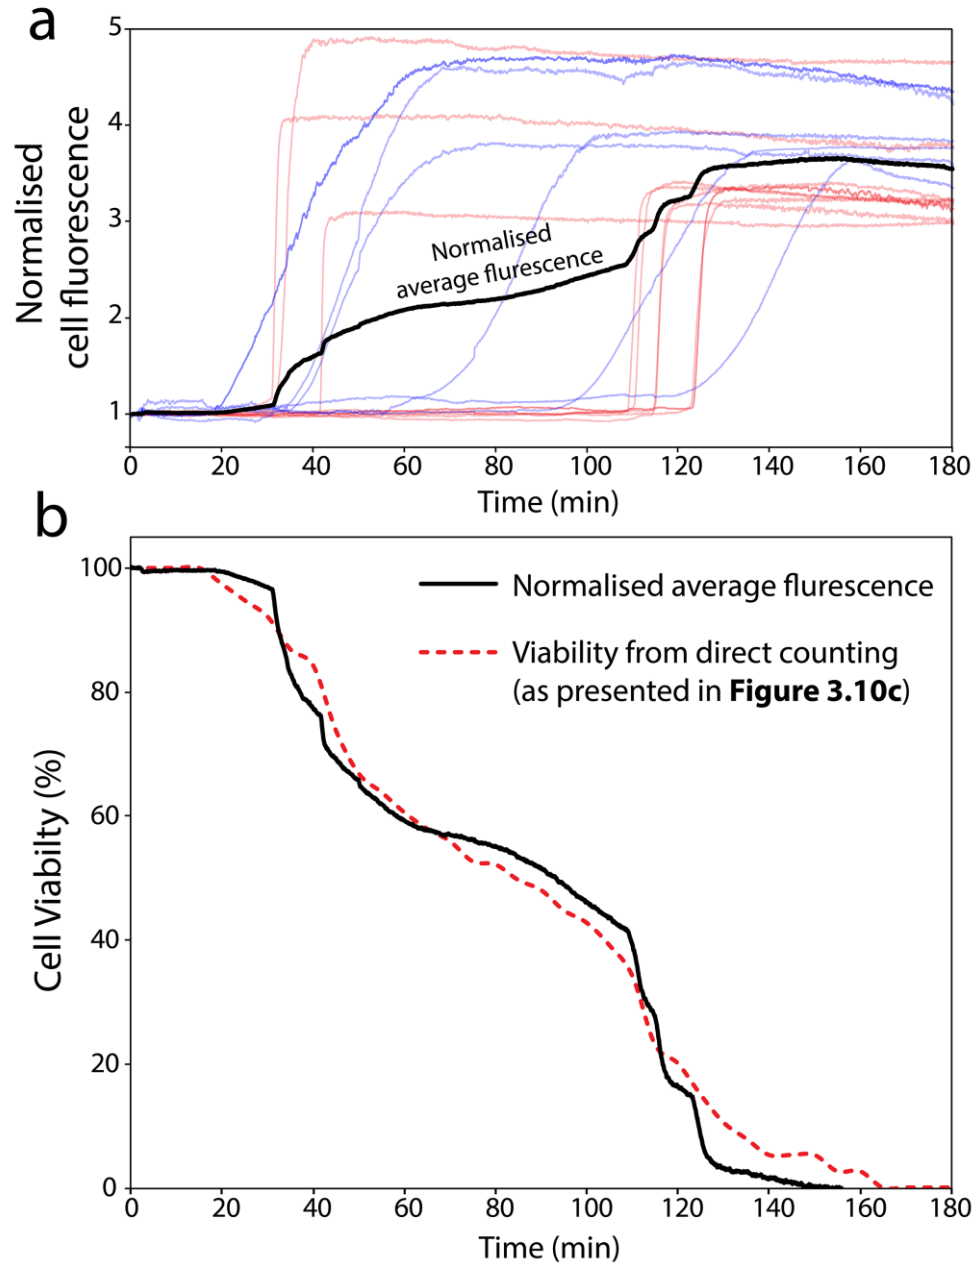 a
5
4
3
2
1
Normalised
cell fluorescence
Normalised
average flurescence
0 20 40 60 80 100 120 140 160 180
Time (min)
b
100
80
60
40
20
0
Cell Viabilty (%)
Normalised average flurescence
Viability from direct counting
(as presented in Figure 3.10c)
0 20 40 60 80 100 120 140 160 180
Time (min)